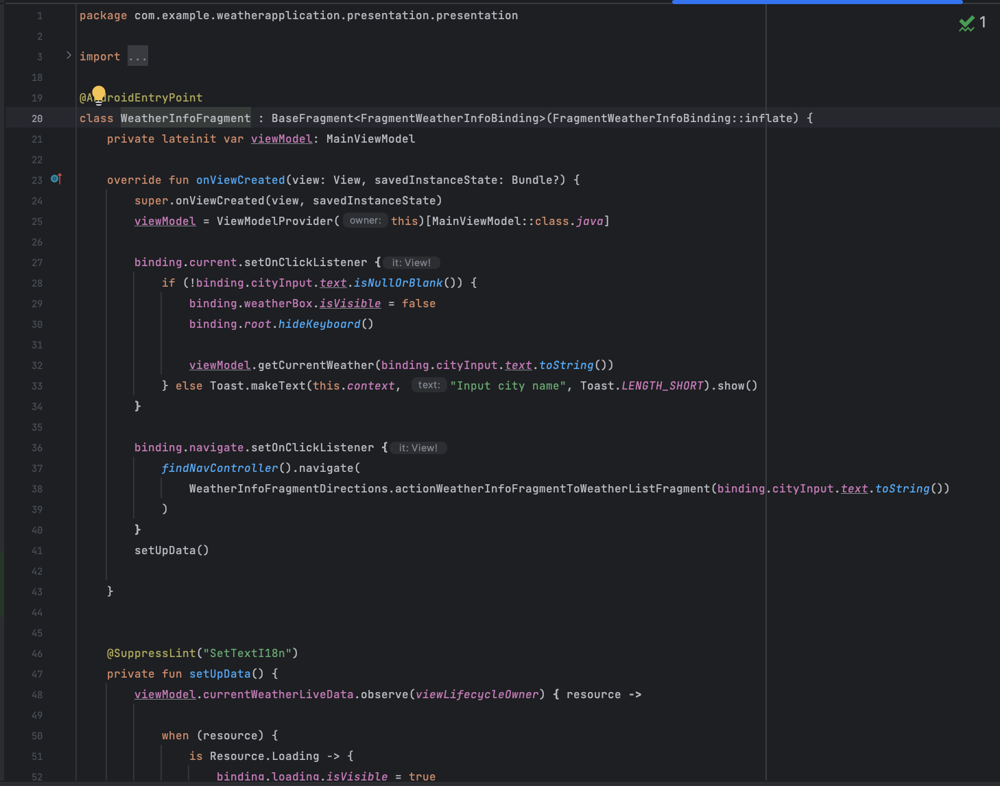 1 package com.example.weatherapplication.presentation.presentation
2
3 import ...
18
19 @AndroidEntryPoint
20 class WeatherInfoFragment : BaseFragment<FragmentWeatherInfoBinding>(FragmentWeatherInfoBinding::inflate) {
21 private lateinit var viewModel: MainViewModel
22
23 override fun onViewCreated(view: View, savedInstanceState: Bundle?) {
24 super.onViewCreated(view, savedInstanceState)
25 viewModel = ViewModelProvider( owner: this)[MainViewModel::class.java]
26
27 binding.current.setOnClickListener { it: View!
28 if (!binding.cityInput.text.isNullOrBlank()) {
29 binding.weatherBox.isVisible = false
30 binding.root.hideKeyboard()
31
32 viewModel.getCurrentWeather(binding.cityInput.text.toString())
33 } else Toast.makeText(this.context, text: "Input city name", Toast.LENGTH_SHORT).show()
34 }
35
36 binding.navigate.setOnClickListener { it: View!
37 findNavController().navigate(
38 WeatherInfoFragmentDirections.actionWeatherInfoFragmentToWeatherListFragment(binding.cityInput.text.toString())
39 )
40 }
41 setUpData()
42
43 }
44
45
46 @SuppressLint("SetTextI18n")
47 private fun setUpData() {
48 viewModel.currentWeatherLiveData.observe(viewLifecycleOwner) { resource ->
49
50 when (resource) {
51 is Resource.Loading -> {
52 binding.loading.isVisible = true
1